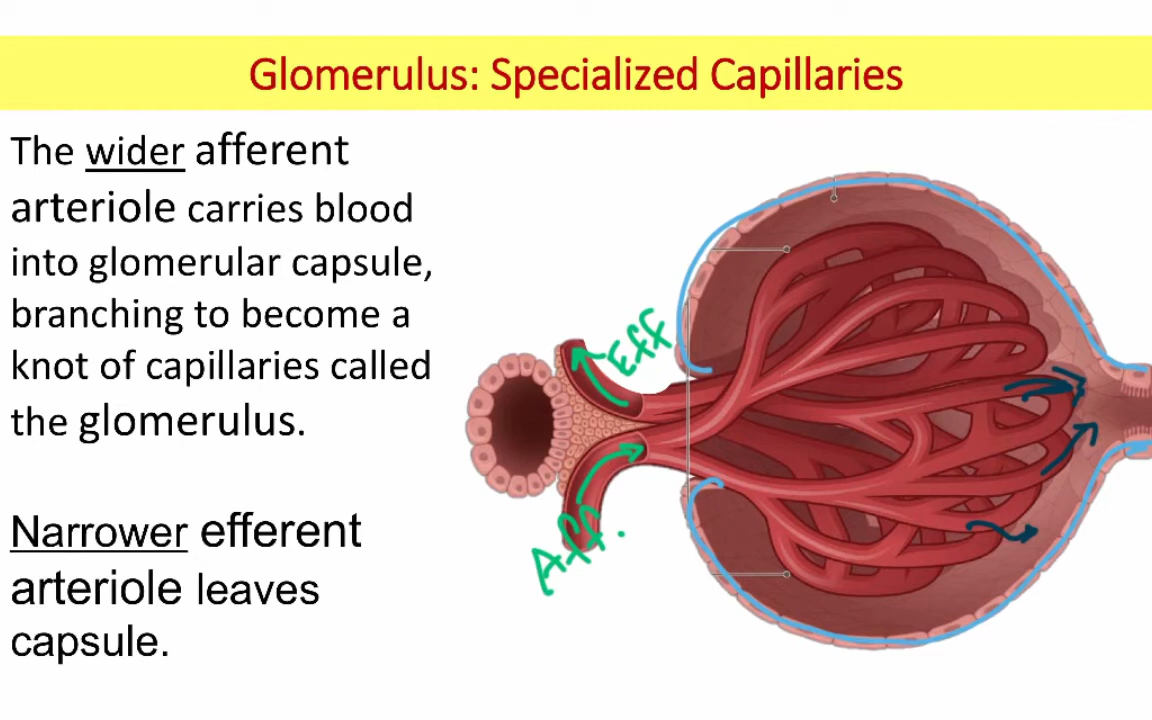 Glomerulus: Specialized Capillaries
The wider afferent
arteriole carries blood
into glomerular capsule,
branching to become a
knot of capillaries called
the glomerulus.
Narrower efferent
arteriole leaves
capsule.
Eff
Aff.